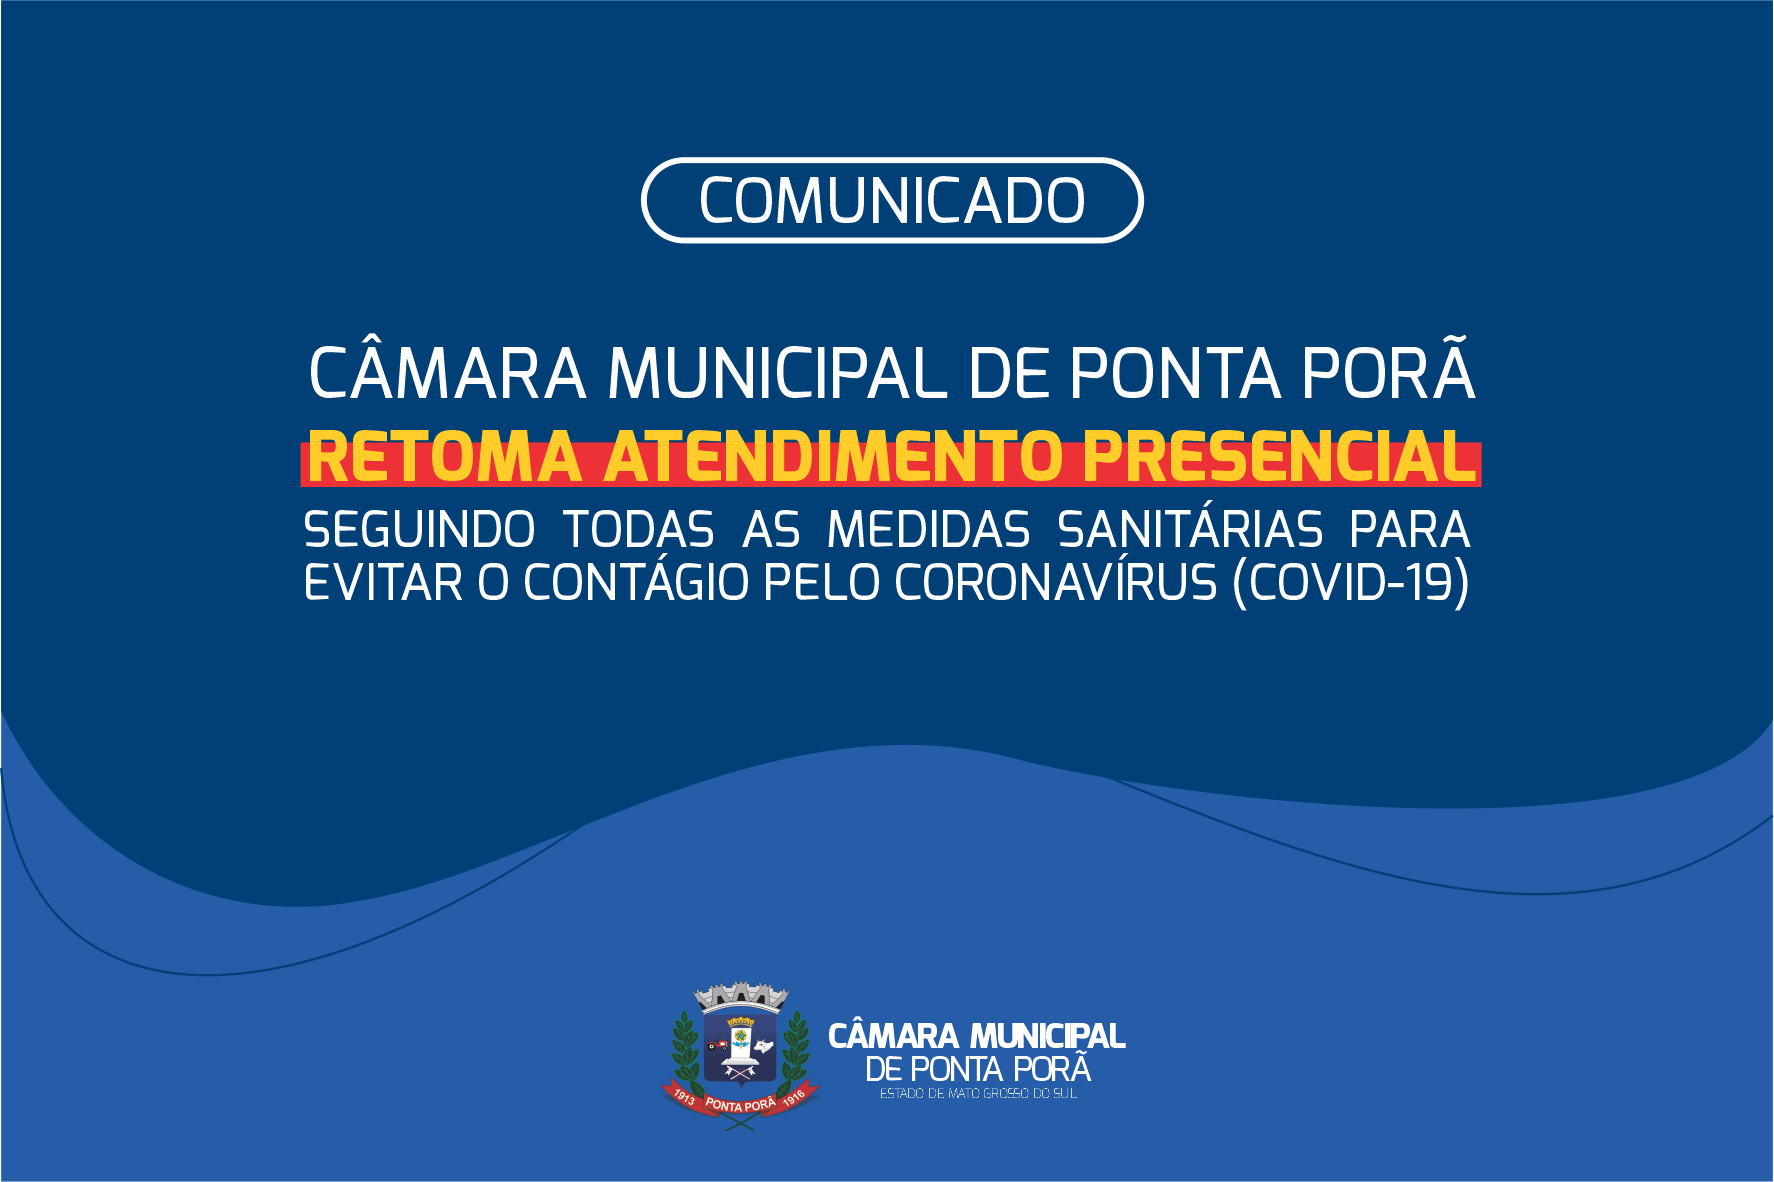 COMUNICADO
CÂMARA MUNICIPAL DE PONTA PORÃ
RETOMA ATENDIMENTO PRESENCIAL
SEGUINDO TODAS AS MEDIDAS SANITÁRIAS PARA
EVITAR O CONTÁGIO PELO CORONAVÍRUS (COVID-19)
1913 PONTA PORÃ 1916
CÂMARA MUNICIPAL
DE PONTA PORÃ
ESTADO DE MATO GROSSO DO SUL